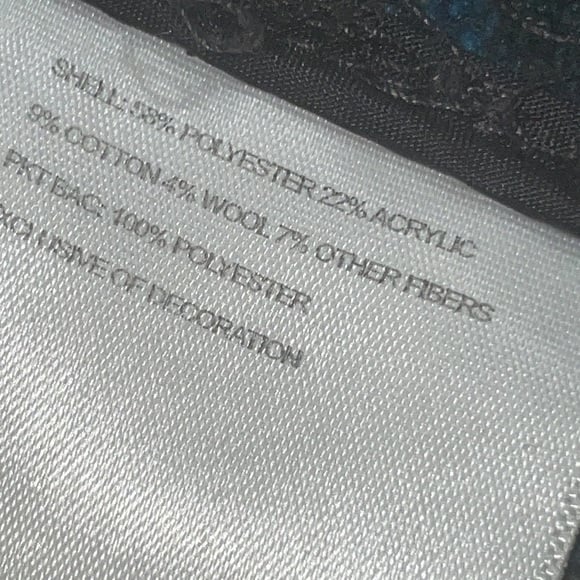 SHELL: 58% POLYESTER 22% ACRYLIC
9% COTTON 4% WOOL 7% OTHER FIBERS
PKT BAG: 100% POLYESTER
XCLUSIVE OF DECORATION